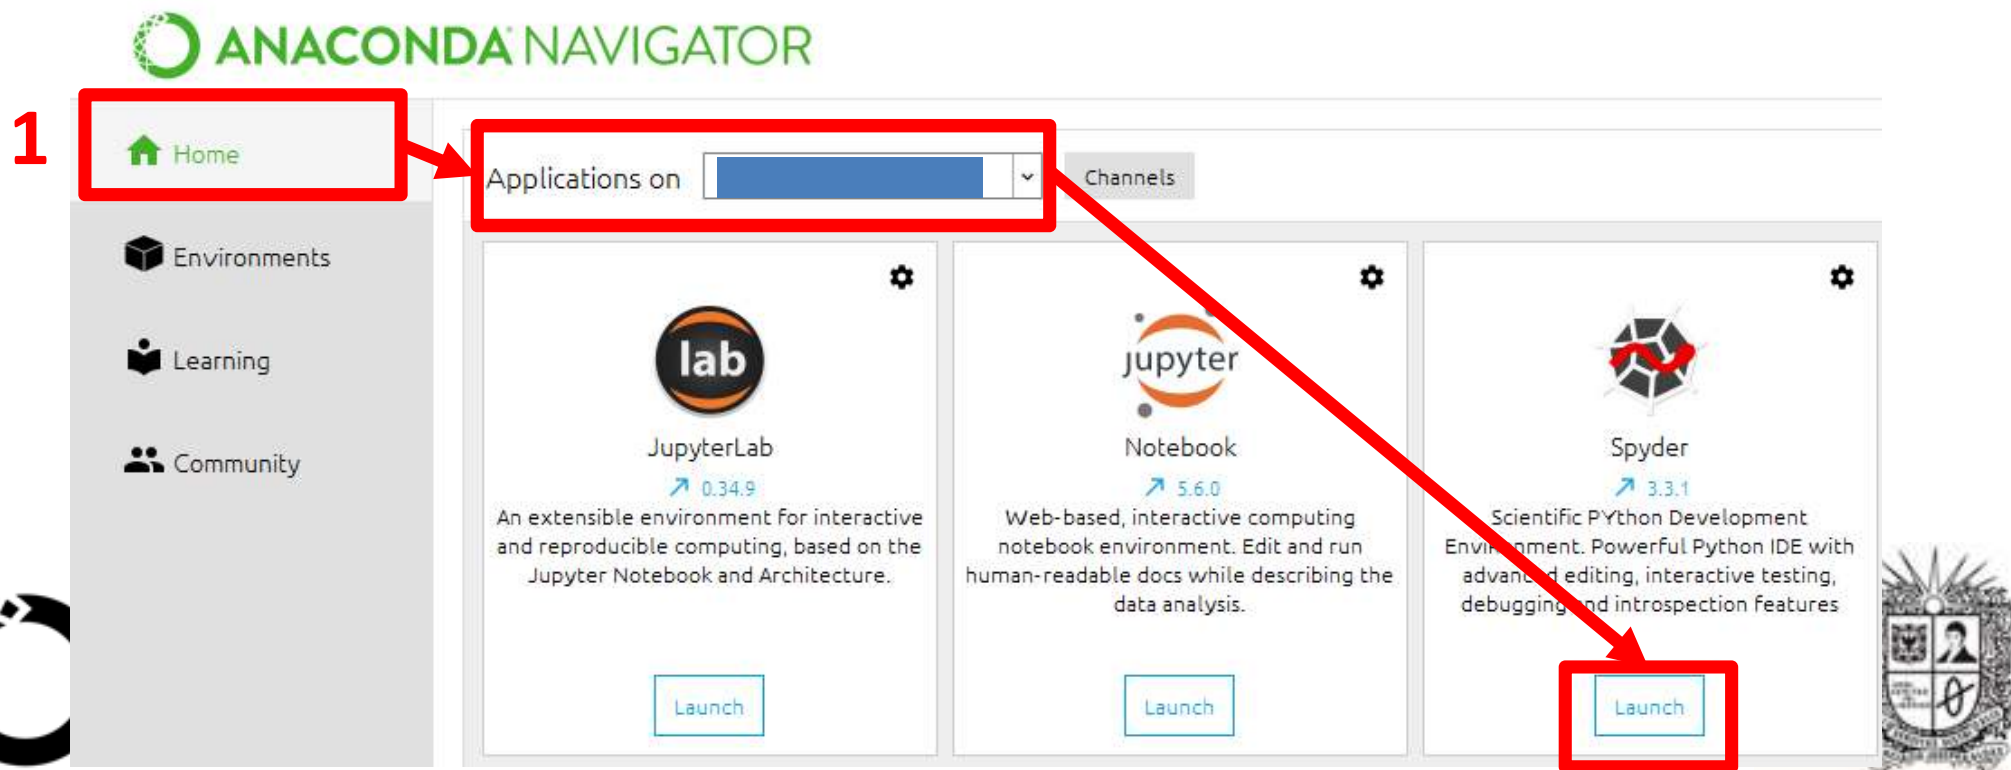 ANACONDA NAVIGATOR
1
Home
Applications on
Channels
Environments
Learning
Community
lab
JupyterLab
0.34.9
An extensible environment for interactive
and reproducible computing, based on the
Jupyter Notebook and Architecture.
Launch
jupyter
Notebook
5.6.0
Web-based, interactive computing
notebook environment. Edit and run
human-readable docs while describing the
data analysis.
Launch
Spyder
3.3.1
Scientific PYthon Development
Environment. Powerful Python IDE with
advanced editing, interactive testing,
debugging and introspection features
Launch